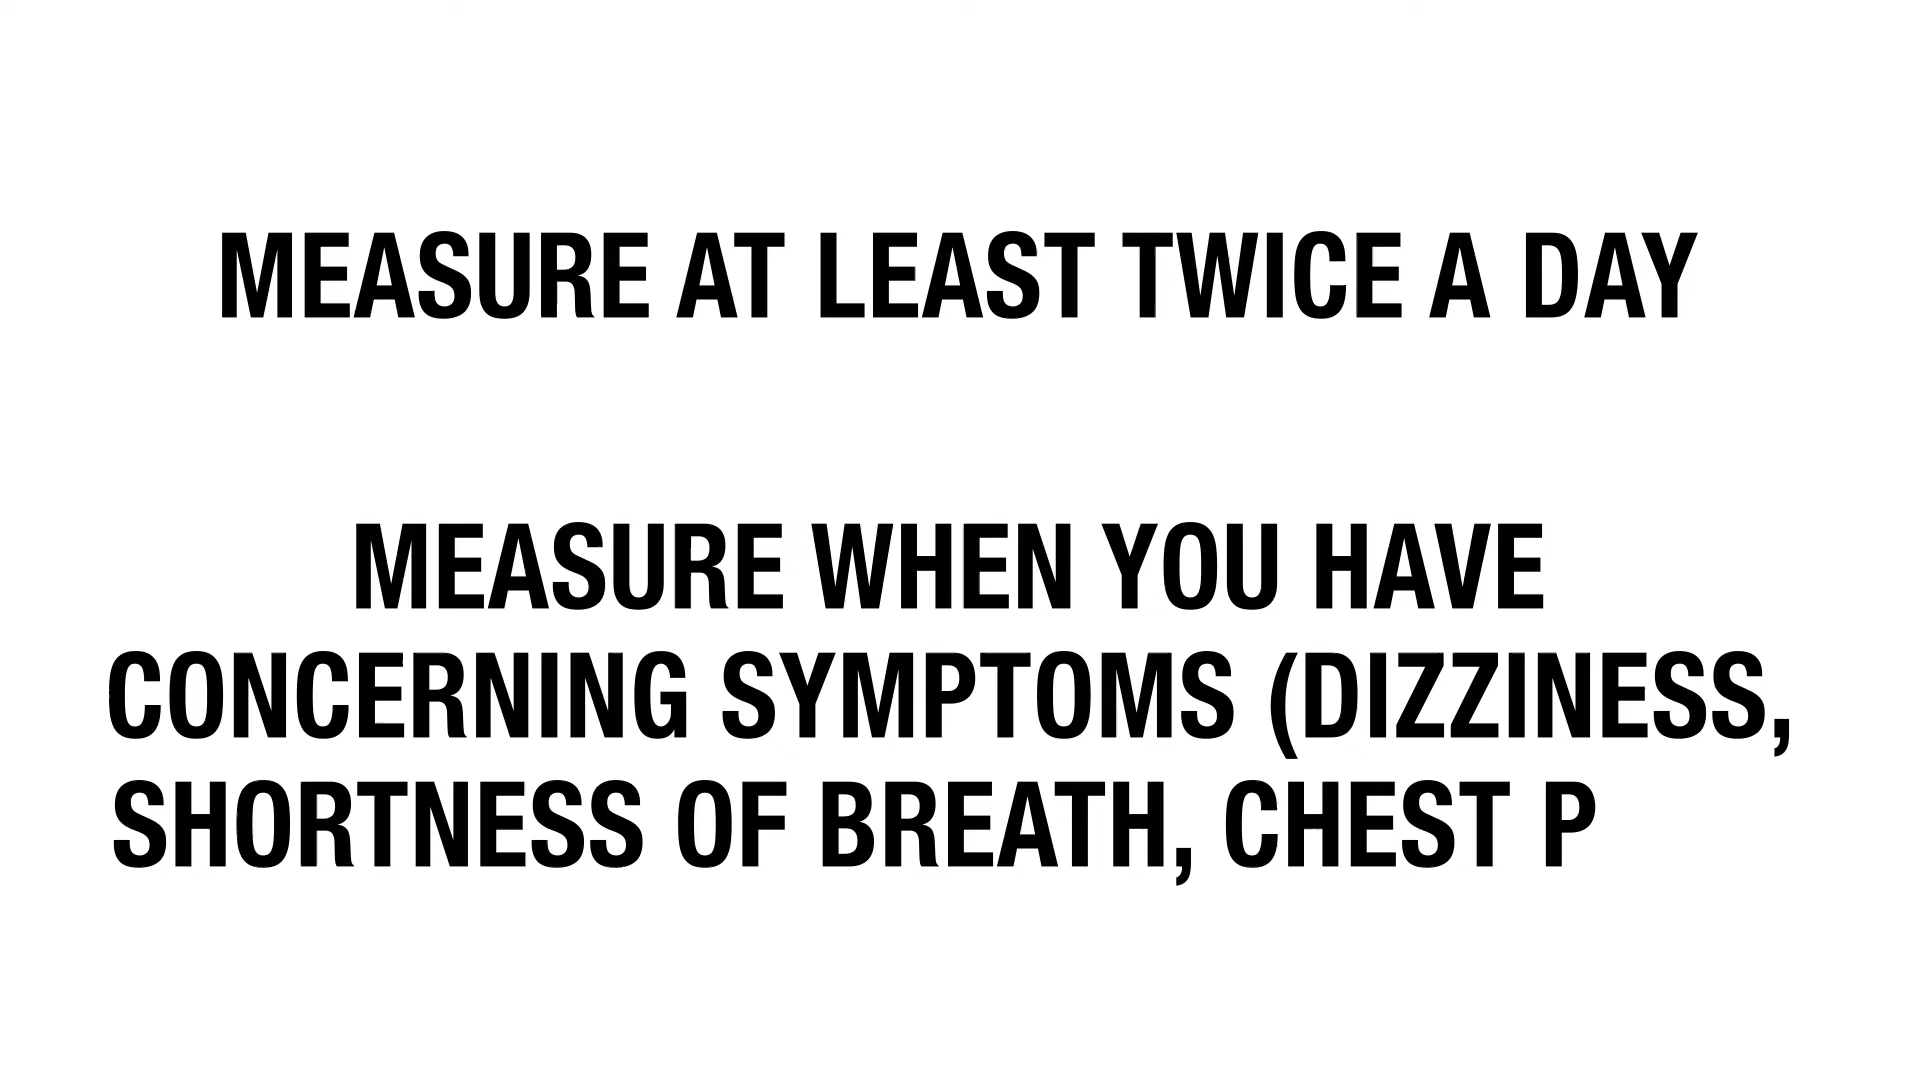 MEASURE AT LEAST TWICE A DAY
MEASURE WHEN YOU HAVE
CONCERNING SYMPTOMS (DIZZINESS,
SHORTNESS OF BREATH, CHEST P